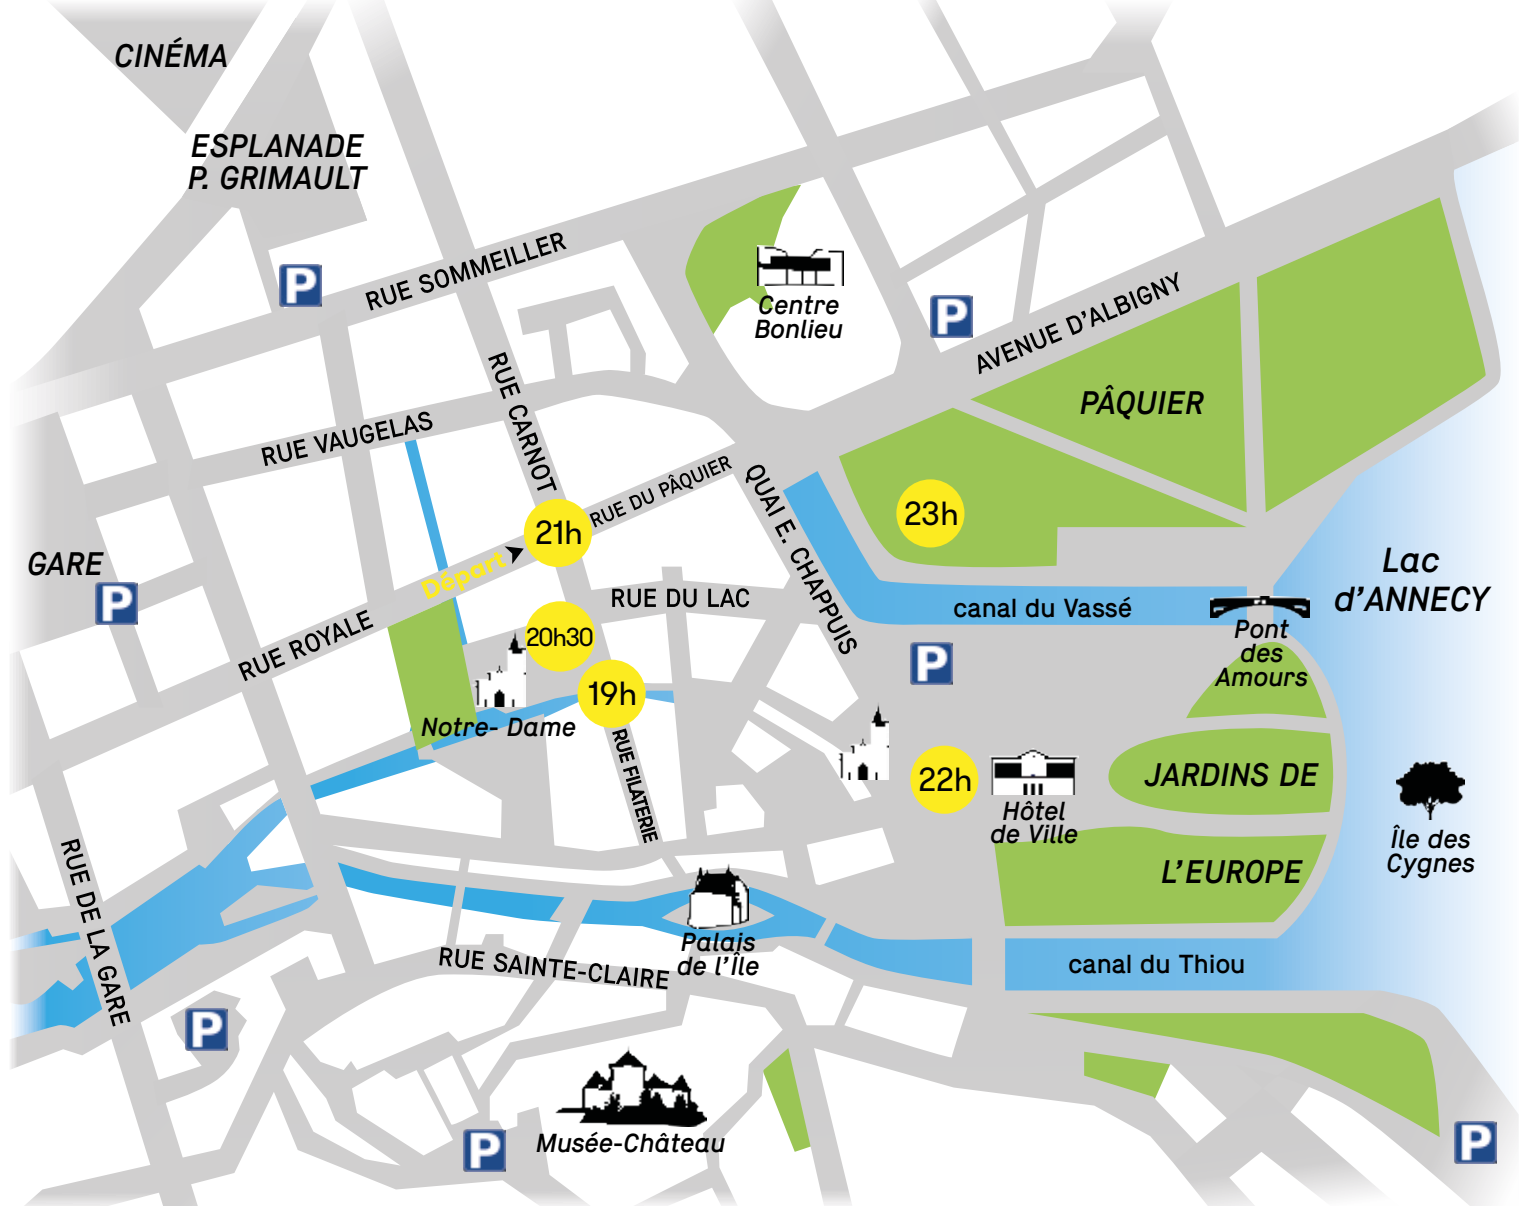 CINÉMA
ESPLANADE
P. GRIMAULT
P
RUE SOMMEILLER
Centre
Bonlieu
P
AVENUE D'ALBIGNY
RUE CARNOT
RUE VAUGELAS
PÂQUIER
RUE DU PÂQUIER
QUAI E. CHAPPUIS
21h
23h
Départ
GARE
P
Lac
d'ANNECY
RUE DU LAC
canal du Vassé
RUE ROYALE
20h30
Pont
des
Amours
P
19h
Notre- Dame
RUE FILATERIE
22h
Hôtel
de Ville
JARDINS DE
L'EUROPE
Île des
Cygnes
RUE DE LA GARE
Palais
de l'Île
RUE SAINTE-CLAIRE
canal du Thiou
P
Musée-Château
P
P